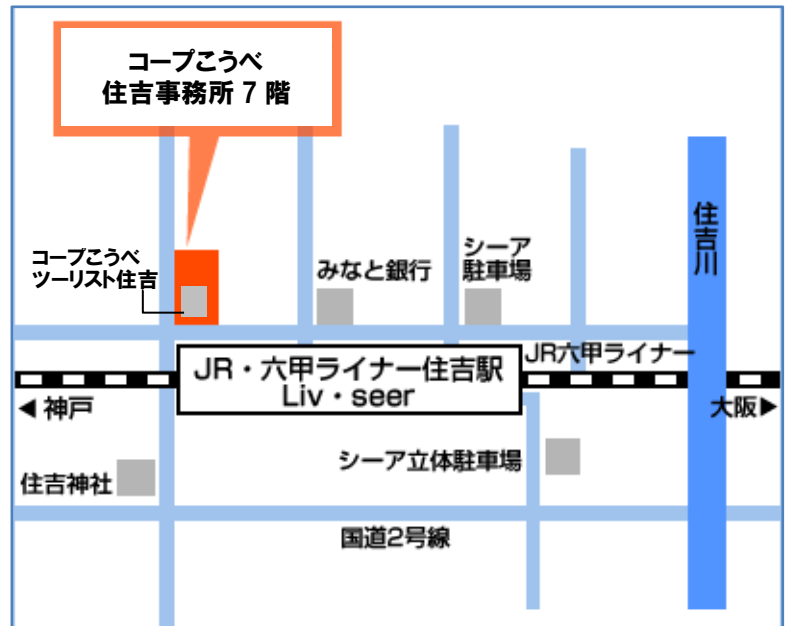 コープこうべ
住吉事務所 7 階
コープこうべ
ツーリスト住吉
みなと銀行
シーア
駐車場
住吉川
JR・六甲ライナー住吉駅
Liv・seer
JR六甲ライナー
◀神戸
大阪▶
住吉神社
シーア立体駐車場
国道2号線